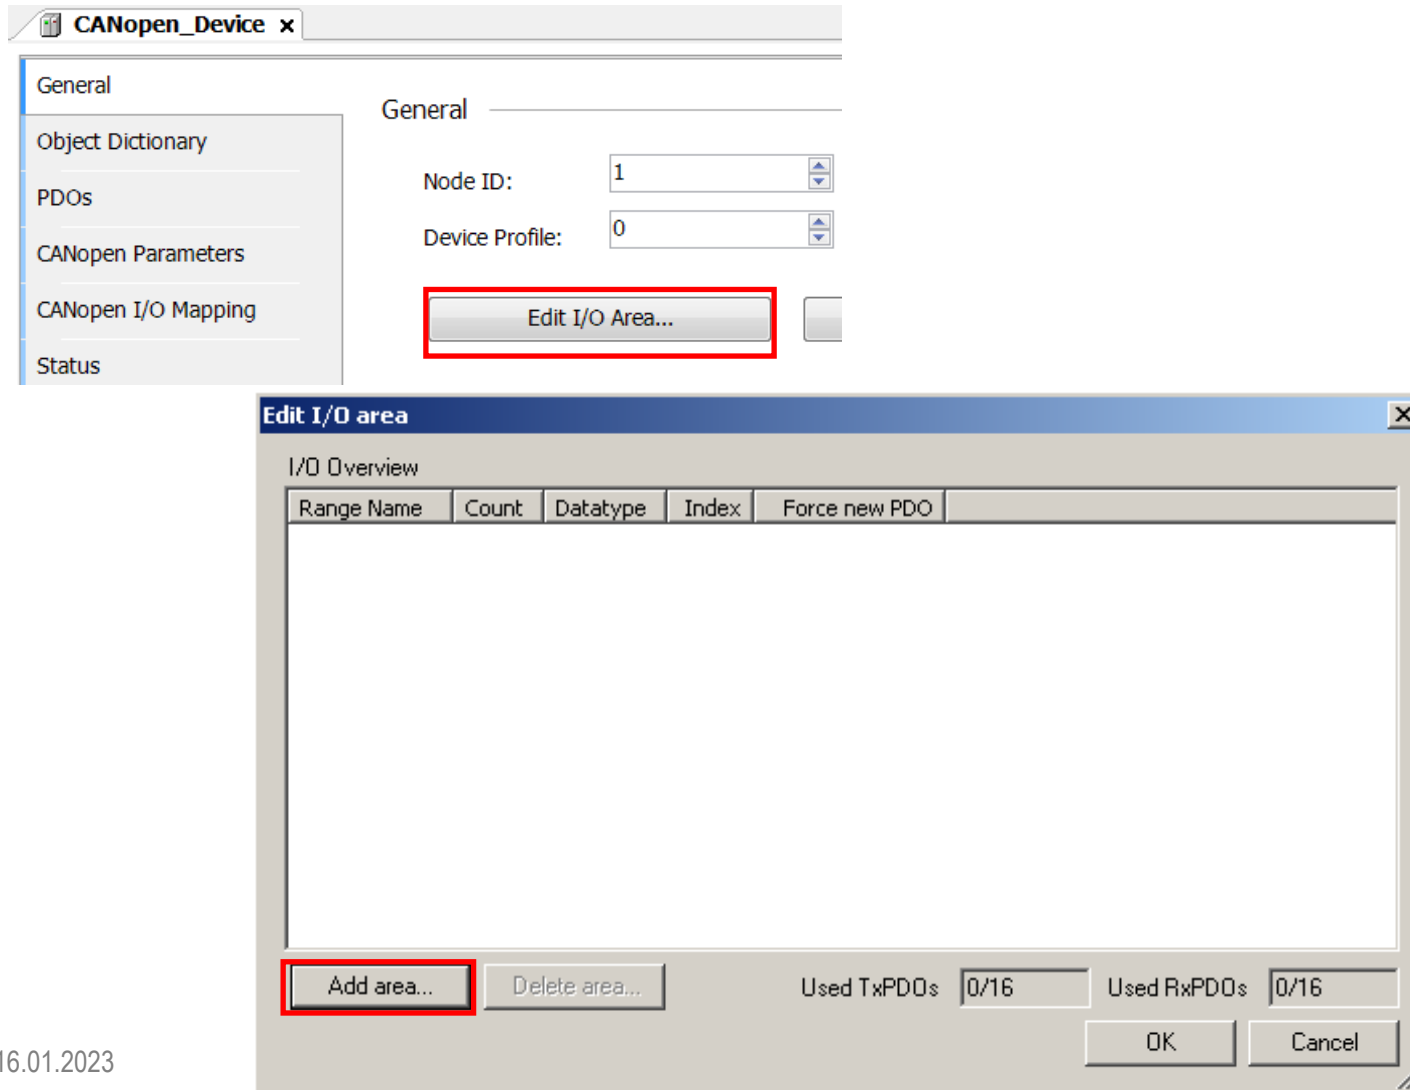 CANopen_Device x
General
Object Dictionary
PDOs
CANopen Parameters
CANopen I/O Mapping
Status
General
Node ID: 1
Device Profile: 0
Edit I/O Area...
Edit I/O area
I/O Overview
Range Name Count Datatype Index Force new PDO
Add area... Delete area... Used TxPDOs 0/16 Used RxPDOs 0/16
OK Cancel
16.01.2023